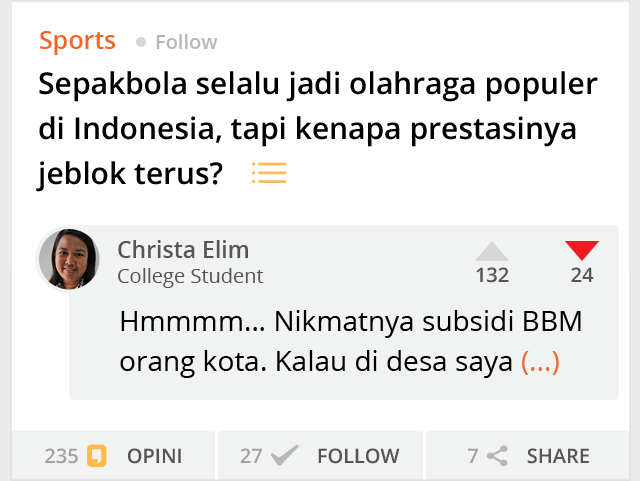 Sports Follow
Sepakbola selalu jadi olahraga populer
di Indonesia, tapi kenapa prestasinya
jeblok terus?
Christa Elim
College Student
132 24
Hmmmm... Nikmatnya subsidi BBM
orang kota. Kalau di desa saya (...)
235 OPINI 27 FOLLOW 7 SHARE